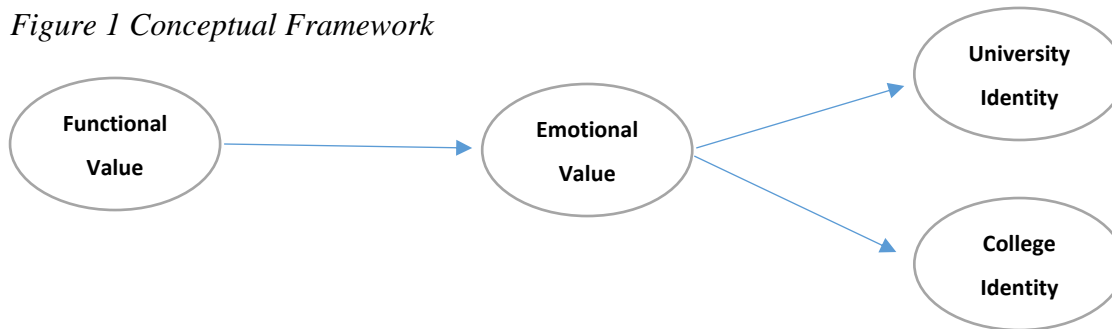 Figure 1 Conceptual Framework
Functional
Value
Emotional
Value
University
Identity
College
Identity